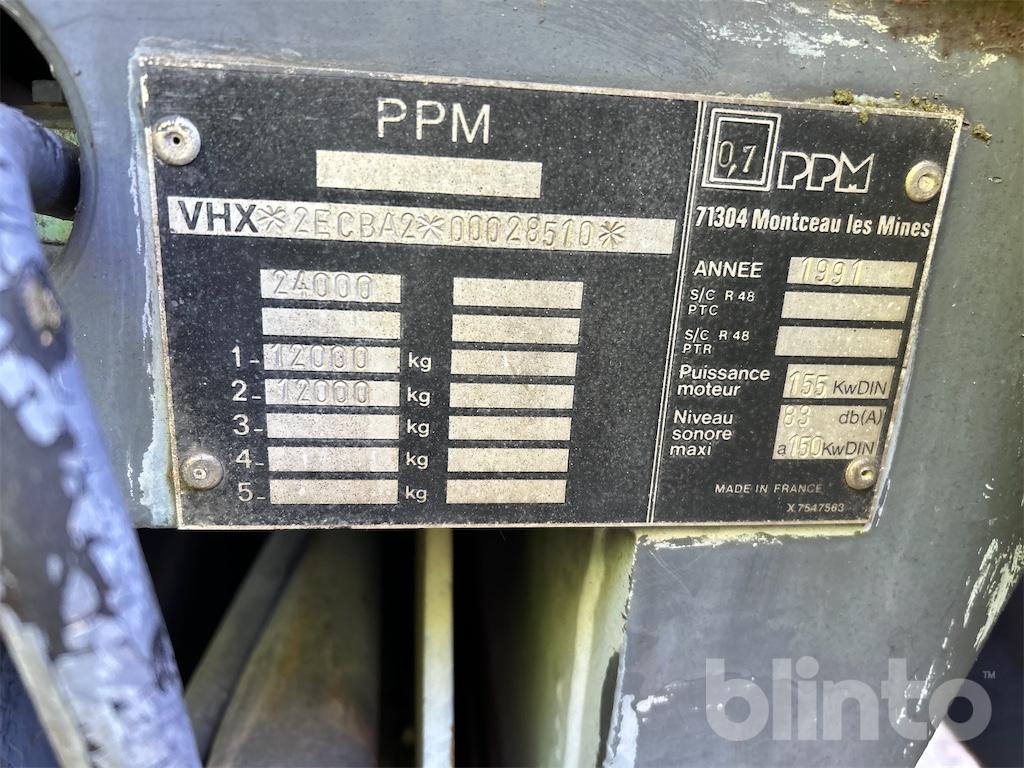 PPM
VHX*2ECBA2*00028510*
24000
1- 12000 kg
2- 12000 kg
3- kg
4- kg
5- kg
0,7 PPM
71304 Montceau les Mines
ANNEE 1991
S/C R 48
PTC
S/C R 48
PTR
Puissance
moteur 155 KwDIN
Niveau
sonore
maxi
83 db(A)
a 150 KwDIN
MADE IN FRANCE
X 7547563
blinto™